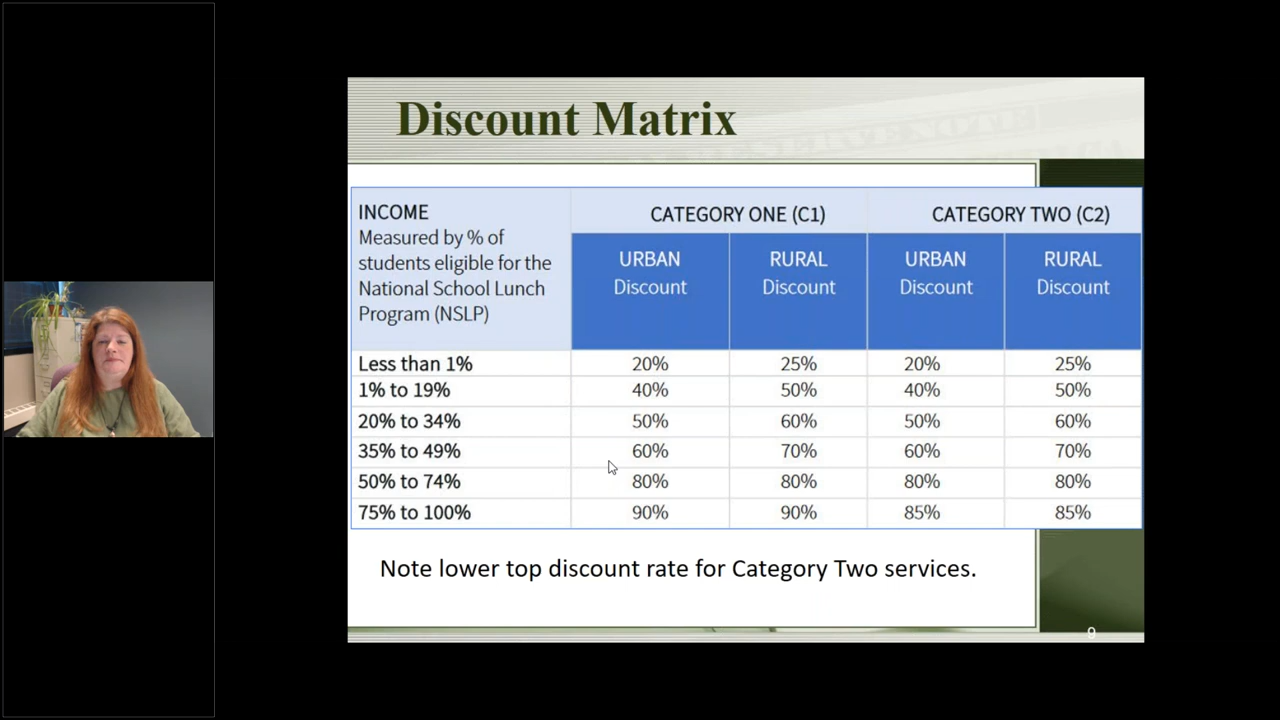 Discount Matrix
INCOME
Measured by % of
students eligible for the
National School Lunch
Program (NSLP)
CATEGORY ONE (C1)
CATEGORY TWO (C2)
URBAN
Discount
RURAL
Discount
URBAN
Discount
RURAL
Discount
Less than 1% 20% 25% 20% 25%
1% to 19% 40% 50% 40% 50%
20% to 34% 50% 60% 50% 60%
35% to 49% 60% 70% 60% 70%
50% to 74% 80% 80% 80% 80%
75% to 100% 90% 90% 85% 85%
Note lower top discount rate for Category Two services.
9